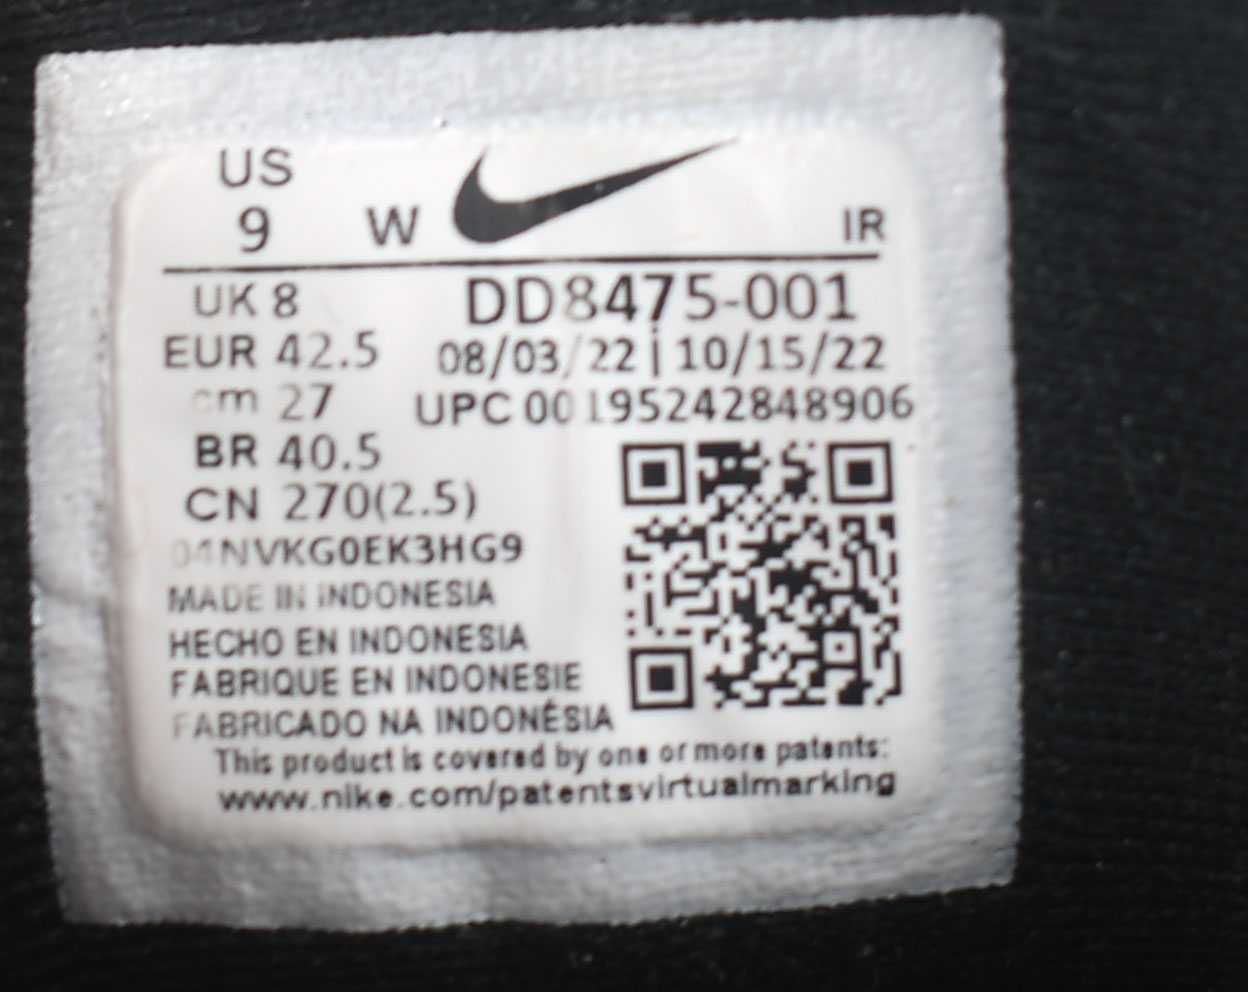 US
9 W IR
UK 8 DD8475-001
EUR 42.5 08/03/22 | 10/15/22
cm 27 UPC 00195242848906
BR 40.5
CN 270(2.5)
04NVKG0EK3HG9
MADE IN INDONESIA
HECHO EN INDONESIA
FABRIQUE EN INDONESIE
FABRICADO NA INDONÉSIA
This product is covered by one or more patents:
www.nike.com/patentsvirtualmarking